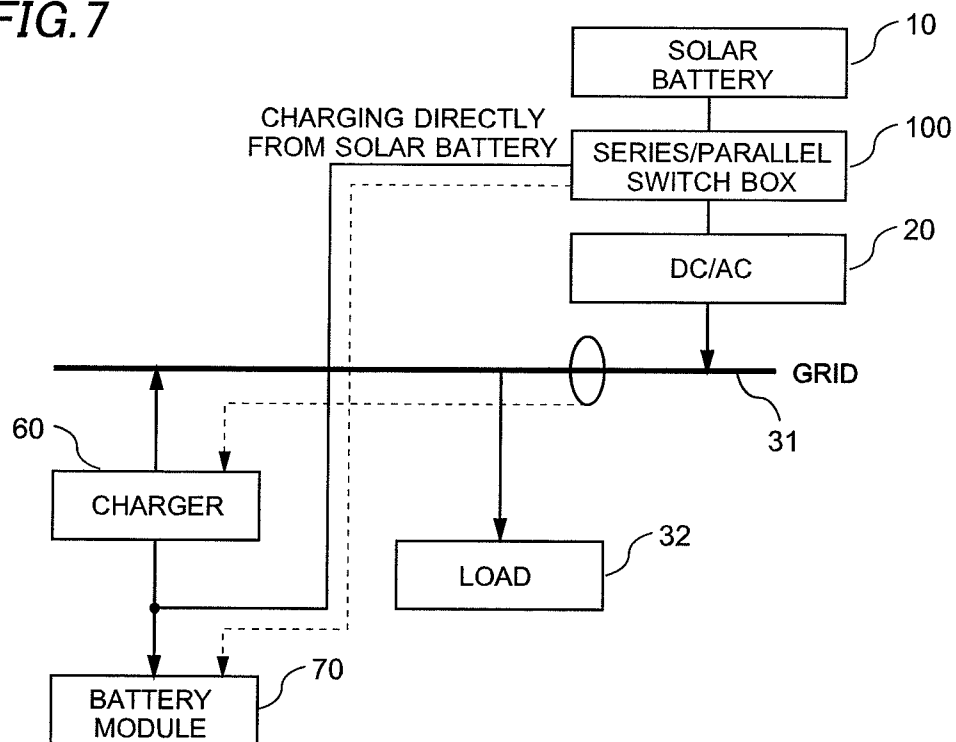 FIG.7
SOLAR
BATTERY
10
CHARGING DIRECTLY
FROM SOLAR BATTERY
SERIES/PARALLEL
SWITCH BOX
100
DC/AC
20
GRID
31
60
CHARGER
LOAD
32
BATTERY
MODULE
70